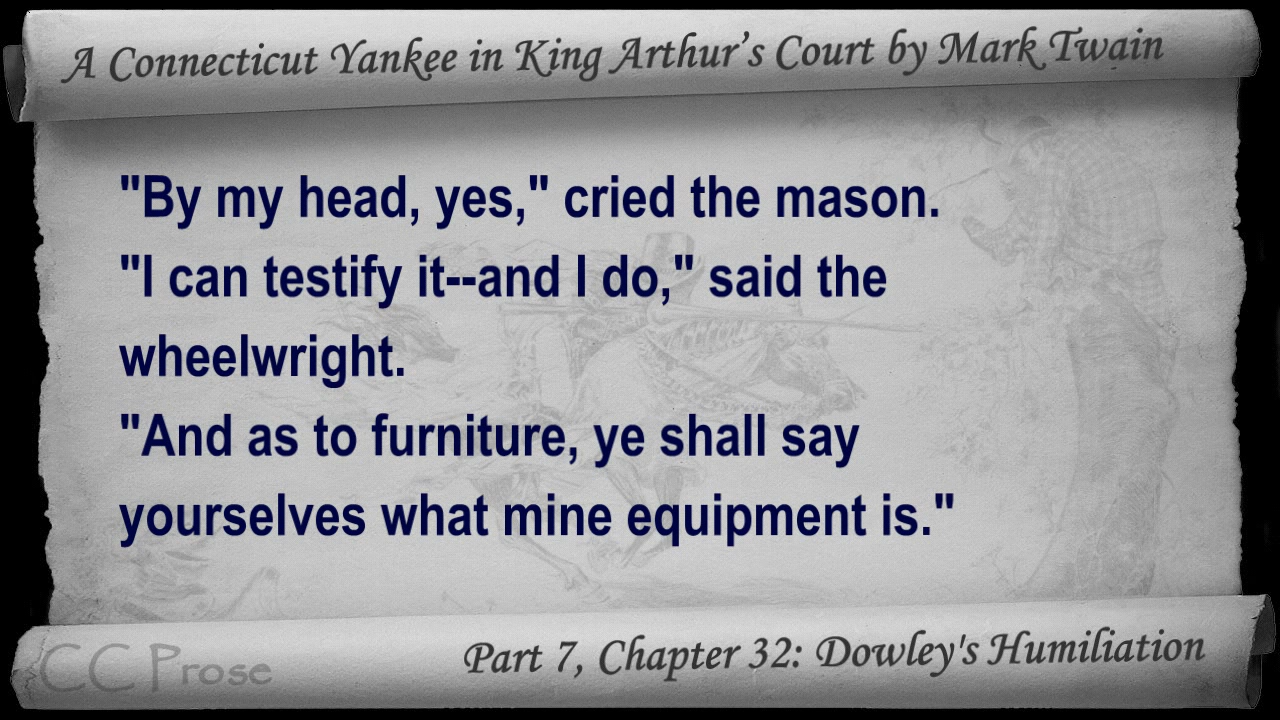 A Connecticut Yankee in King Arthur's Court by Mark Twain
"By my head, yes," cried the mason.
"I can testify it--and I do," said the
wheelwright.
"And as to furniture, ye shall say
yourselves what mine equipment is."
CC Prose
Part 7, Chapter 32: Dowley's Humiliation